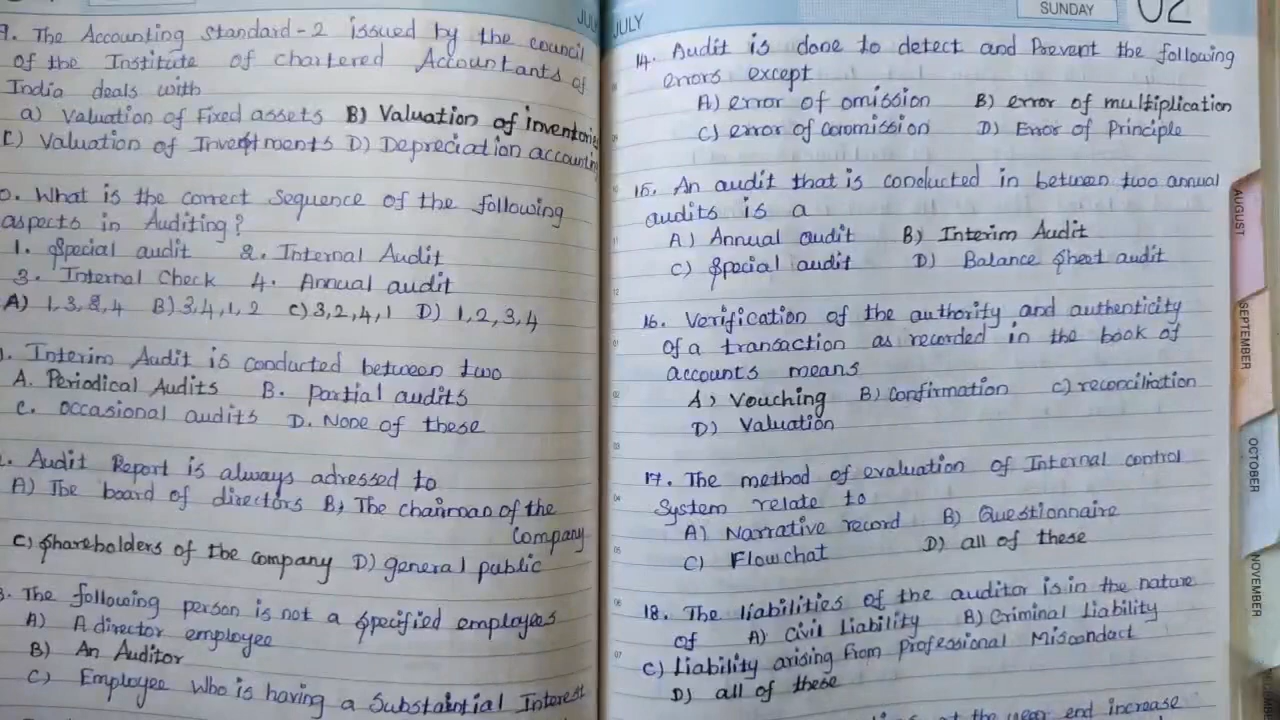 9. The Accounting Standard-2 issued by the council
of the Institute of chartered Accountants of
India deals with
a) Valuation of Fixed assets B) Valuation of inventories
C) Valuation of Investments D) Depreciation accounting
0. What is the correct Sequence of the following
aspects in Auditing?
1. Special audit 2. Internal Audit
3. Internal Check 4. Annual audit
A) 1,3,2,4 B) 3,4,1,2 C) 3,2,4,1 D) 1,2,3,4
1. Interim Audit is conducted between two
A. Periodical Audits B. partial audits
C. occasional audits D. None of these
2. Audit Report is always adressed to
A) The board of directors B) The chairman of the
Company
C) Shareholders of the company D) general public
3. The following person is not a specified employees
A) A director employee
B) An Auditor
C) Employee Who is having a Substaintial Interest
JULY
JULY
SUNDAY 02
14. Audit is done to detect and Prevent the following
errors except
A) error of omission B) error of multiplication
C) error of commission D) Error of Principle
15. An audit that is conducted in between two annual
audits is a
A) Annual audit B) Interim Audit
C) Special audit D) Balance Sheet audit
16. Verification of the authority and authenticity
of a transaction as recorded in the book of
accounts means
A) Vouching B) Confirmation C) reconciliation
D) Valuation
17. The method of evaluation of Internal control
System relate to
A) Narrative record B) Questionnaire
C) Flowchat D) all of these
18. The liabilities of the auditor is in the nature
of A) Civil Liability B) Criminal Liability
C) Liability arising from Professional Misconduct
D) all of these
at the year end increase
AUGUST
SEPTEMBER
OCTOBER
NOVEMBER